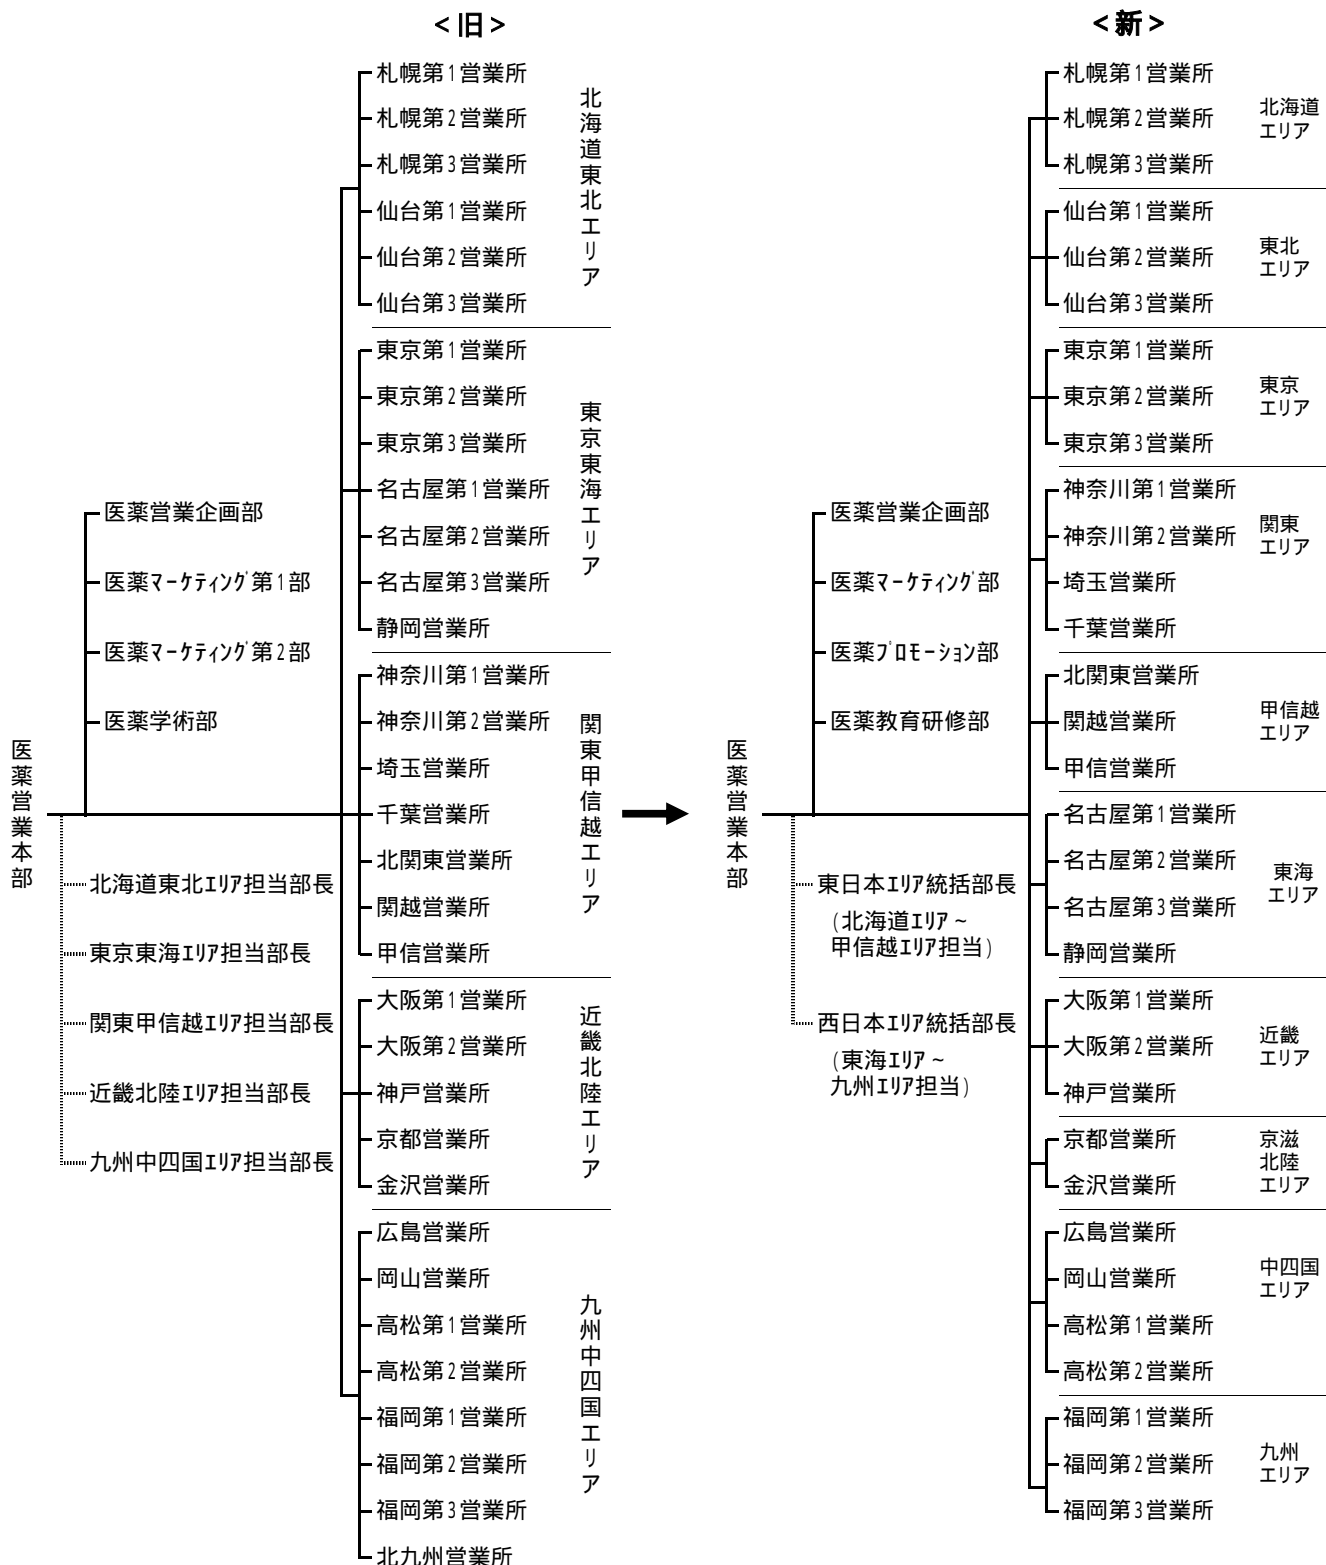 <旧>
札幌第1営業所
札幌第2営業所
札幌第3営業所
仙台第1営業所
仙台第2営業所
仙台第3営業所
北海道東北エリア
東京第1営業所
東京第2営業所
東京第3営業所
名古屋第1営業所
名古屋第2営業所
名古屋第3営業所
静岡営業所
東京東海エリア
神奈川第1営業所
神奈川第2営業所
埼玉営業所
千葉営業所
北関東営業所
関越営業所
甲信営業所
関東甲信越エリア
大阪第1営業所
大阪第2営業所
神戸営業所
京都営業所
金沢営業所
近畿北陸エリア
広島営業所
岡山営業所
高松第1営業所
高松第2営業所
福岡第1営業所
福岡第2営業所
福岡第3営業所
北九州営業所
九州中四国エリア
医薬営業本部
医薬営業企画部
医薬ﾏｰｹﾃｨﾝｸﾞ第1部
医薬ﾏｰｹﾃｨﾝｸﾞ第2部
医薬学術部
北海道東北ｴﾘｱ担当部長
東京東海ｴﾘｱ担当部長
関東甲信越ｴﾘｱ担当部長
近畿北陸ｴﾘｱ担当部長
九州中四国ｴﾘｱ担当部長
<新>
札幌第1営業所
札幌第2営業所
札幌第3営業所
北海道
エリア
仙台第1営業所
仙台第2営業所
仙台第3営業所
東北
エリア
東京第1営業所
東京第2営業所
東京第3営業所
東京
エリア
神奈川第1営業所
神奈川第2営業所
埼玉営業所
千葉営業所
関東
エリア
北関東営業所
関越営業所
甲信営業所
甲信越
エリア
名古屋第1営業所
名古屋第2営業所
名古屋第3営業所
静岡営業所
東海
エリア
大阪第1営業所
大阪第2営業所
神戸営業所
近畿
エリア
京都営業所
金沢営業所
京滋
北陸
エリア
広島営業所
岡山営業所
高松第1営業所
高松第2営業所
中四国
エリア
福岡第1営業所
福岡第2営業所
福岡第3営業所
九州
エリア
医薬営業本部
医薬営業企画部
医薬ﾏｰｹﾃｨﾝｸﾞ部
医薬ﾌﾟﾛﾓｰｼｮﾝ部
医薬教育研修部
東日本ｴﾘｱ統括部長
(北海道ｴﾘｱ~
甲信越ｴﾘｱ担当)
西日本ｴﾘｱ統括部長
(東海ｴﾘｱ~
九州ｴﾘｱ担当)